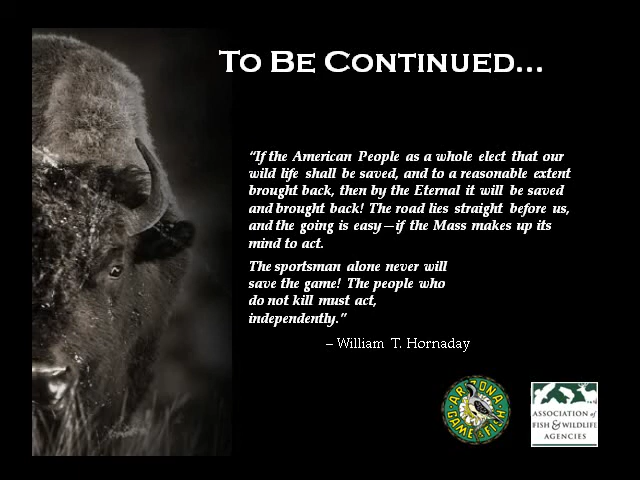 TO BE CONTINUED...
“If the American People as a whole elect that our
wild life shall be saved, and to a reasonable extent
brought back, then by the Eternal it will be saved
and brought back! The road lies straight before us,
and the going is easy—if the Mass makes up its
mind to act.
The sportsman alone never will
save the game! The people who
do not kill must act,
independently.”
– William T. Hornaday
ARIZONA
GAME & FISH
ASSOCIATION of
FISH & WILDLIFE
AGENCIES